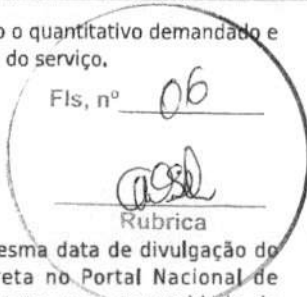 o o quantitativo demandado e
do serviço.
Fls, nº 06
Rubrica
esma data de divulgação do
eta no Portal Nacional de